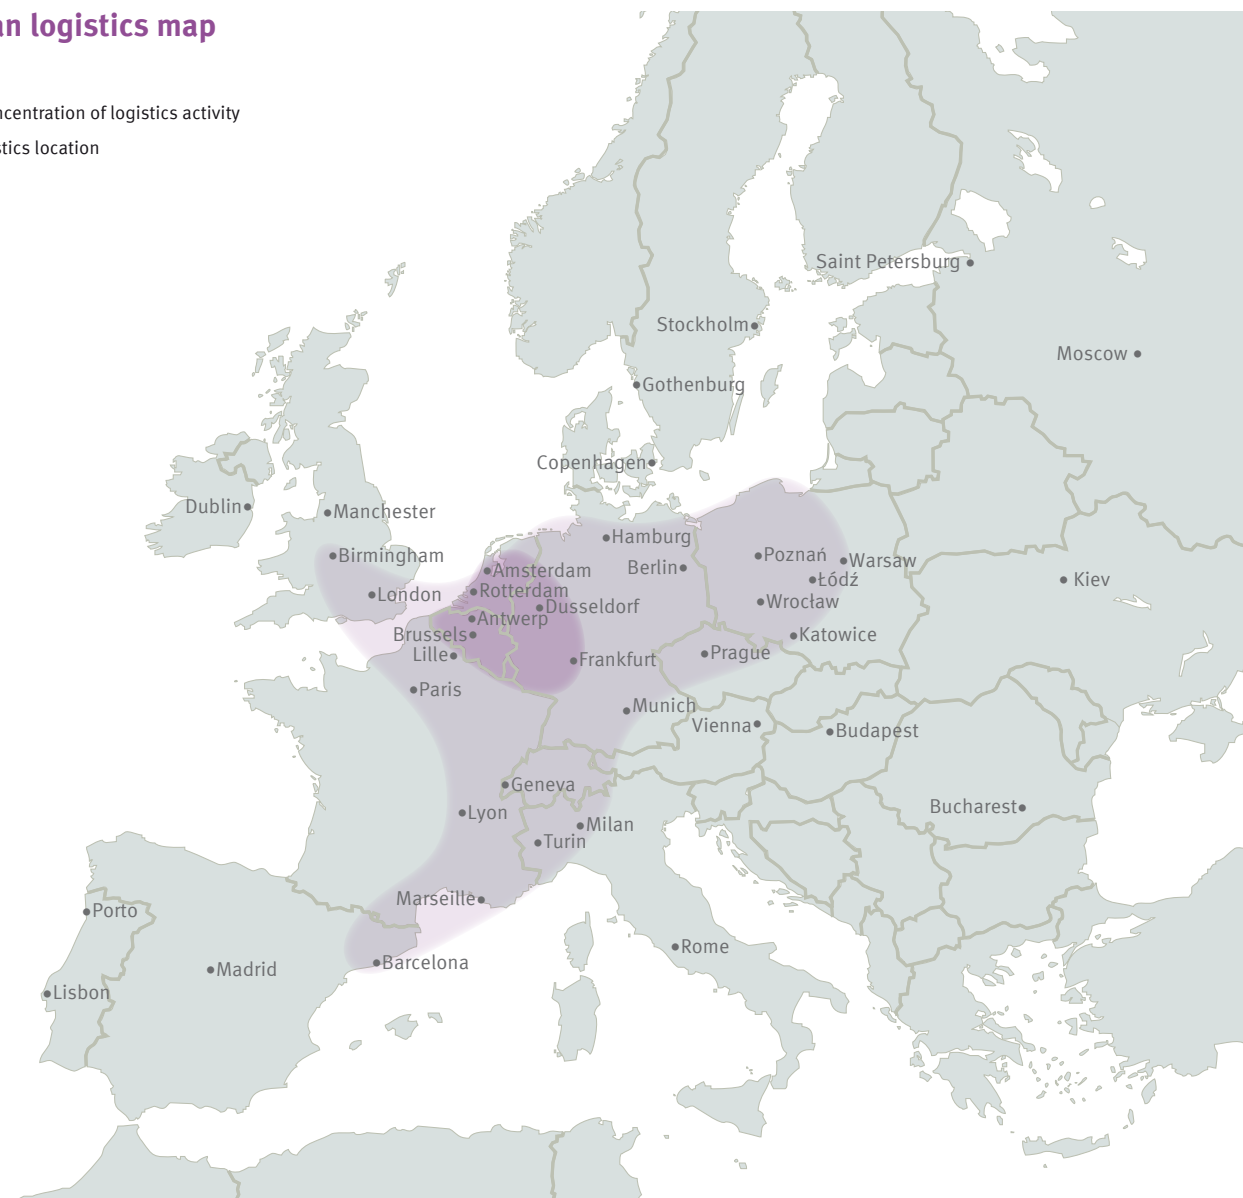 an logistics map
ncentration of logistics activity
stics location
Saint Petersburg
Stockholm
Moscow
Gothenburg
Copenhagen
Dublin
Manchester
Hamburg
Birmingham
Poznań
Warsaw
Berlin
Amsterdam
Łódź
Kiev
Rotterdam
London
Wrocław
Dusseldorf
Antwerp
Brussels
Katowice
Lille
Prague
Frankfurt
Paris
Munich
Vienna
Budapest
Geneva
Bucharest
Lyon
Milan
Turin
Marseille
Porto
Rome
Barcelona
Madrid
Lisbon